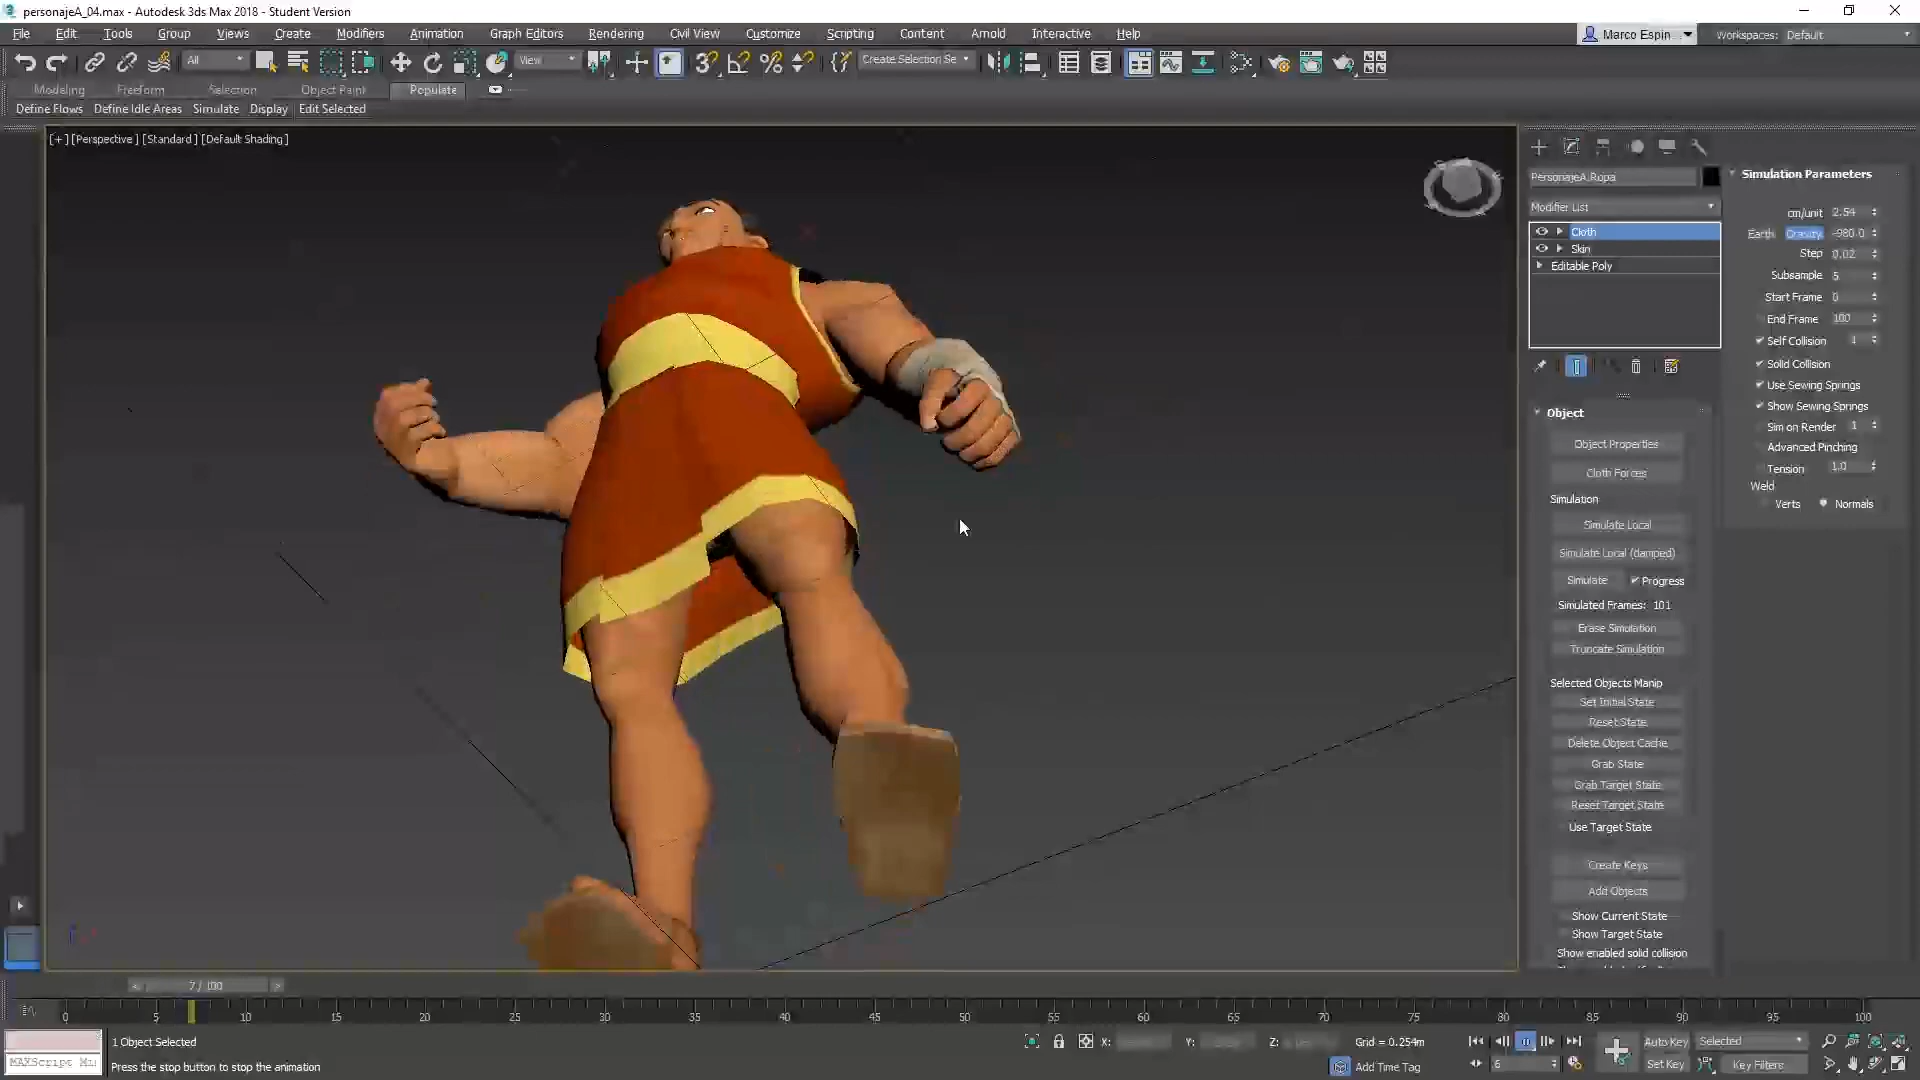 personajeA_04.max - Autodesk 3ds Max 2018 - Student Version
File Edit Tools Group Views Create Modifiers Animation Graph Editors Rendering Civil View Customize Scripting Content Arnold Interactive Help
Marco Espin... Workspaces: Default
All View Create Selection Se
Modeling Freeform Selection Object Paint Populate
Define Flows Define Idle Areas Simulate Display Edit Selected
[+] [Perspective] [Standard] [Default Shading]
PersonajeA.Ropa
Modifier List
Cloth
Skin
Editable Poly
Object
Object Properties
Cloth Forces
Simulation
Simulate Local
Simulate Local (damped)
Simulate Progress
Simulated Frames: 101
Erase Simulation
Truncate Simulation
Selected Objects Manip
Set Initial State
Reset State
Delete Object Cache
Grab State
Grab Target State
Reset Target State
Use Target State
Create Keys
Add Objects
Show Current State
Show Target State
Show enabled solid collision
Simulation Parameters
cm/unit 2.54
Earth Gravity -980.0
Step 0.02
Subsample 5
Start Frame 0
End Frame 100
Self Collision 1
Solid Collision
Use Sewing Springs
Show Sewing Springs
Sim on Render 1
Advanced Pinching
Tension 1.0
Weld
Verts Normals
< 7 / 100 >
0 5 10 15 20 25 30 35 40 45 50 55 60 65 70 75 80 85 90 95 100
1 Object Selected X: Y: Z: Grid = 0.254m Auto Key Selected
MAXScript Mi Press the stop button to stop the animation Add Time Tag 6 Set Key Key Filters...